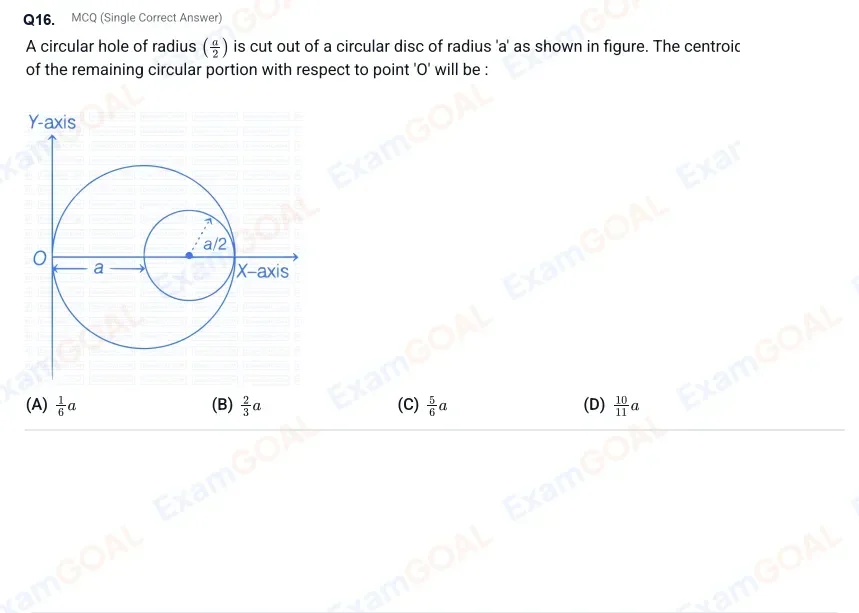 Q16. MCQ (Single Correct Answer)
A circular hole of radius (a/2) is cut out of a circular disc of radius 'a' as shown in figure. The centroid
of the remaining circular portion with respect to point 'O' will be :
Y-axis
a/2
O
a
X-axis
(A) 1/6 a (B) 2/3 a (C) 5/6 a (D) 10/11 a
ExamGOAL